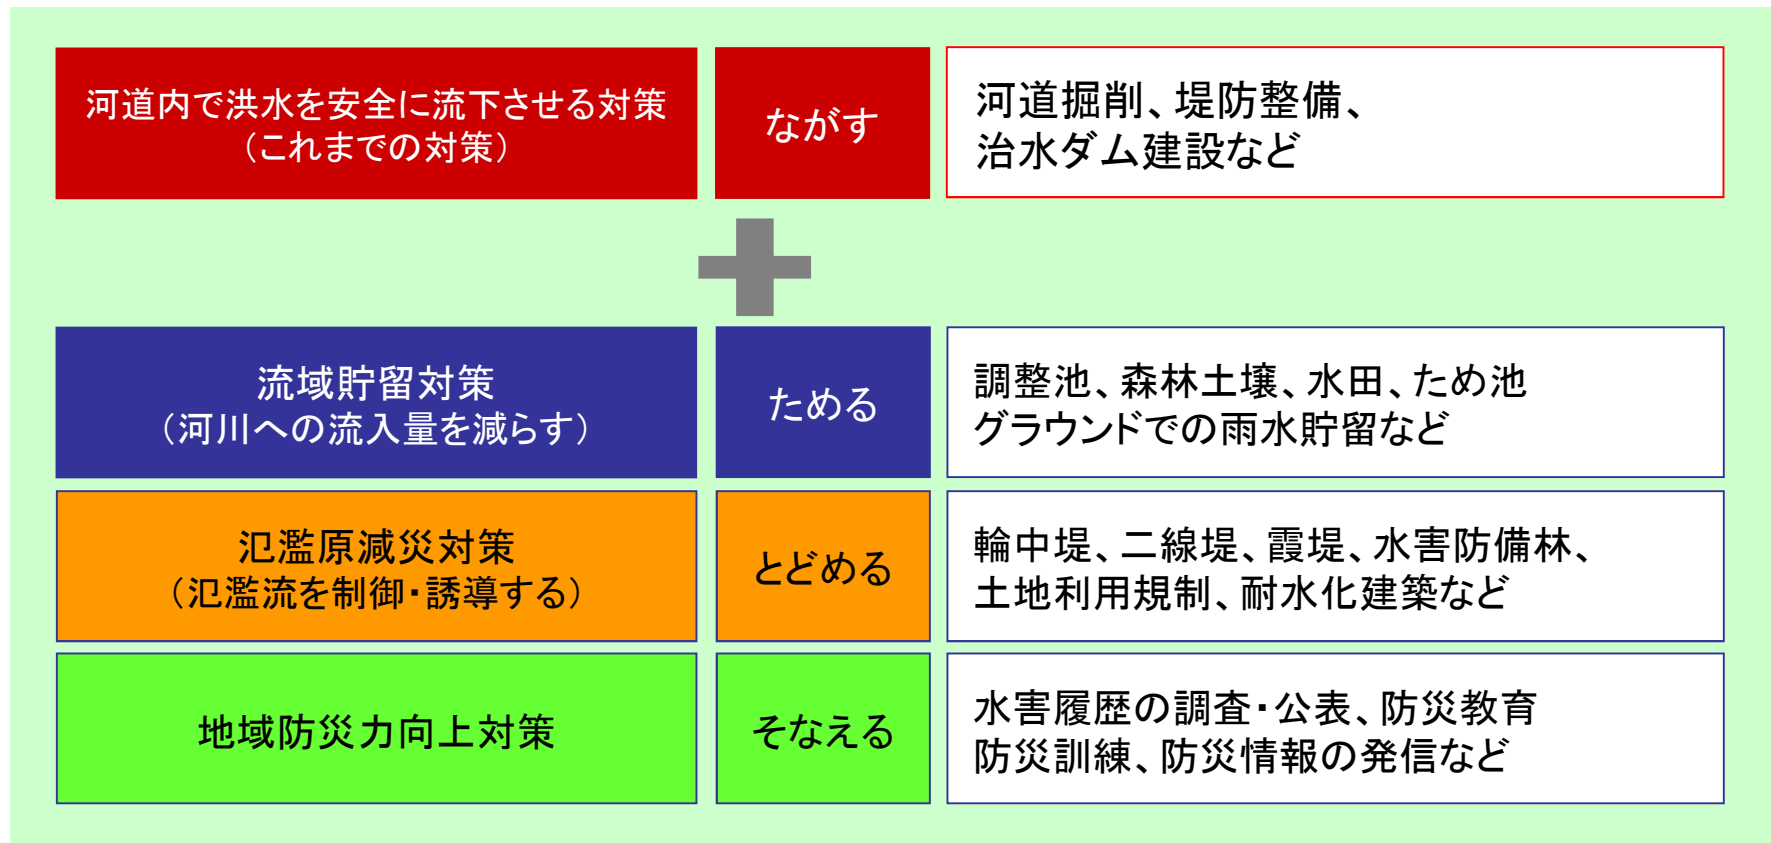 河道内で洪水を安全に流下させる対策
（これまでの対策）
ながす
河道掘削、堤防整備、
治水ダム建設など
流域貯留対策
（河川への流入量を減らす）
ためる
調整池、森林土壌、水田、ため池
グラウンドでの雨水貯留など
氾濫原減災対策
（氾濫流を制御・誘導する）
とどめる
輪中堤、二線堤、霞堤、水害防備林、
土地利用規制、耐水化建築など
地域防災力向上対策
そなえる
水害履歴の調査・公表、防災教育
防災訓練、防災情報の発信など